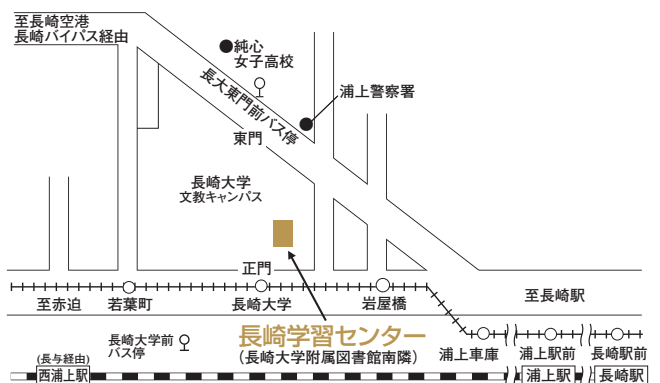 至長崎空港
長崎バイパス経由
純心
女子高校
長大東門前バス停
浦上警察署
東門
長崎大学
文教キャンパス
正門
至赤迫
若葉町
長崎大学
岩屋橋
至長崎駅
長崎学習センター
（長崎大学附属図書館南隣）
長崎大学前
バス停
浦上車庫
浦上駅前
長崎駅前
（長与経由）
西浦上駅
浦上駅
長崎駅